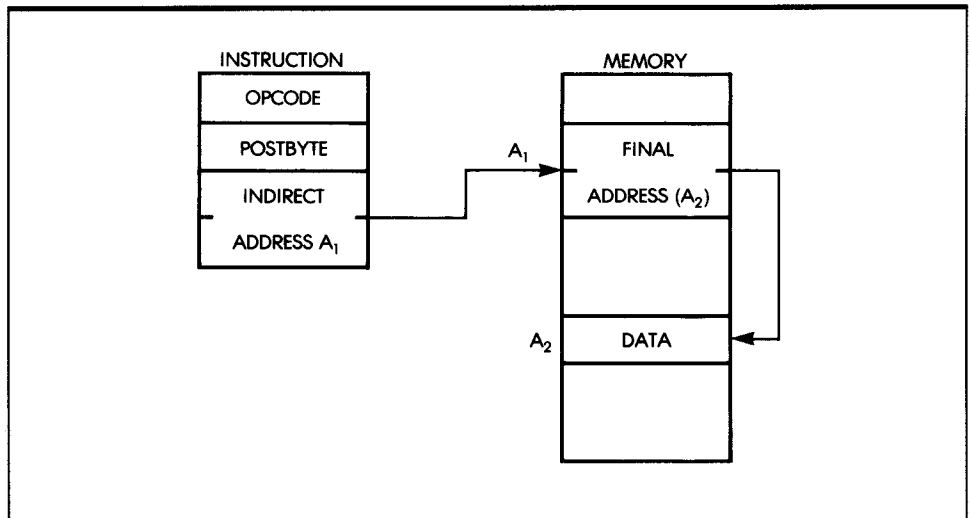 INSTRUCTION
OPCODE
POSTBYTE
INDIRECT
ADDRESS A₁
MEMORY
A₁
FINAL
ADDRESS (A₂)
A₂
DATA